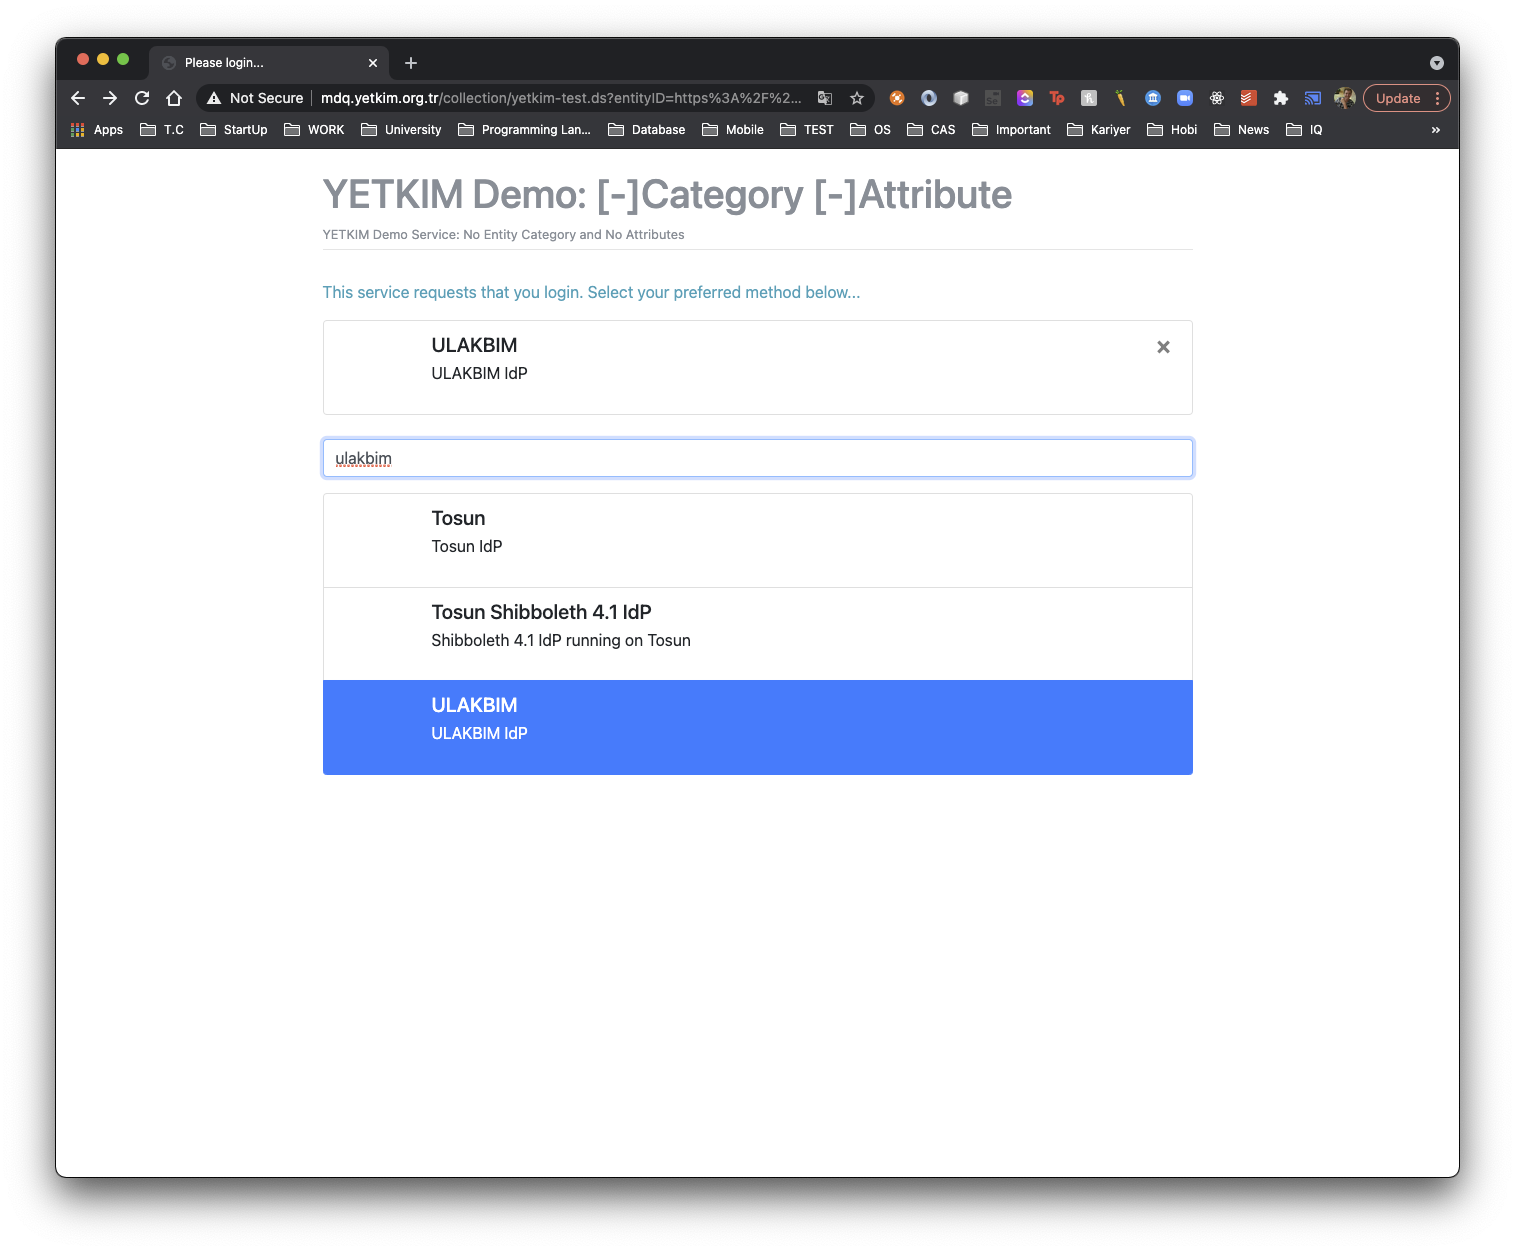 Please login...
Not Secure mdq.yetkim.org.tr/collection/yetkim-test.ds?entityID=https%3A%2F%2... Tp Update
Apps T.C StartUp WORK University Programming Lan... Database Mobile TEST OS CAS Important Kariyer Hobi News IQ »
YETKIM Demo: [-]Category [-]Attribute
YETKIM Demo Service: No Entity Category and No Attributes
This service requests that you login. Select your preferred method below...
ULAKBIM
ULAKBIM IdP
ulakbim
Tosun
Tosun IdP
Tosun Shibboleth 4.1 IdP
Shibboleth 4.1 IdP running on Tosun
ULAKBIM
ULAKBIM IdP